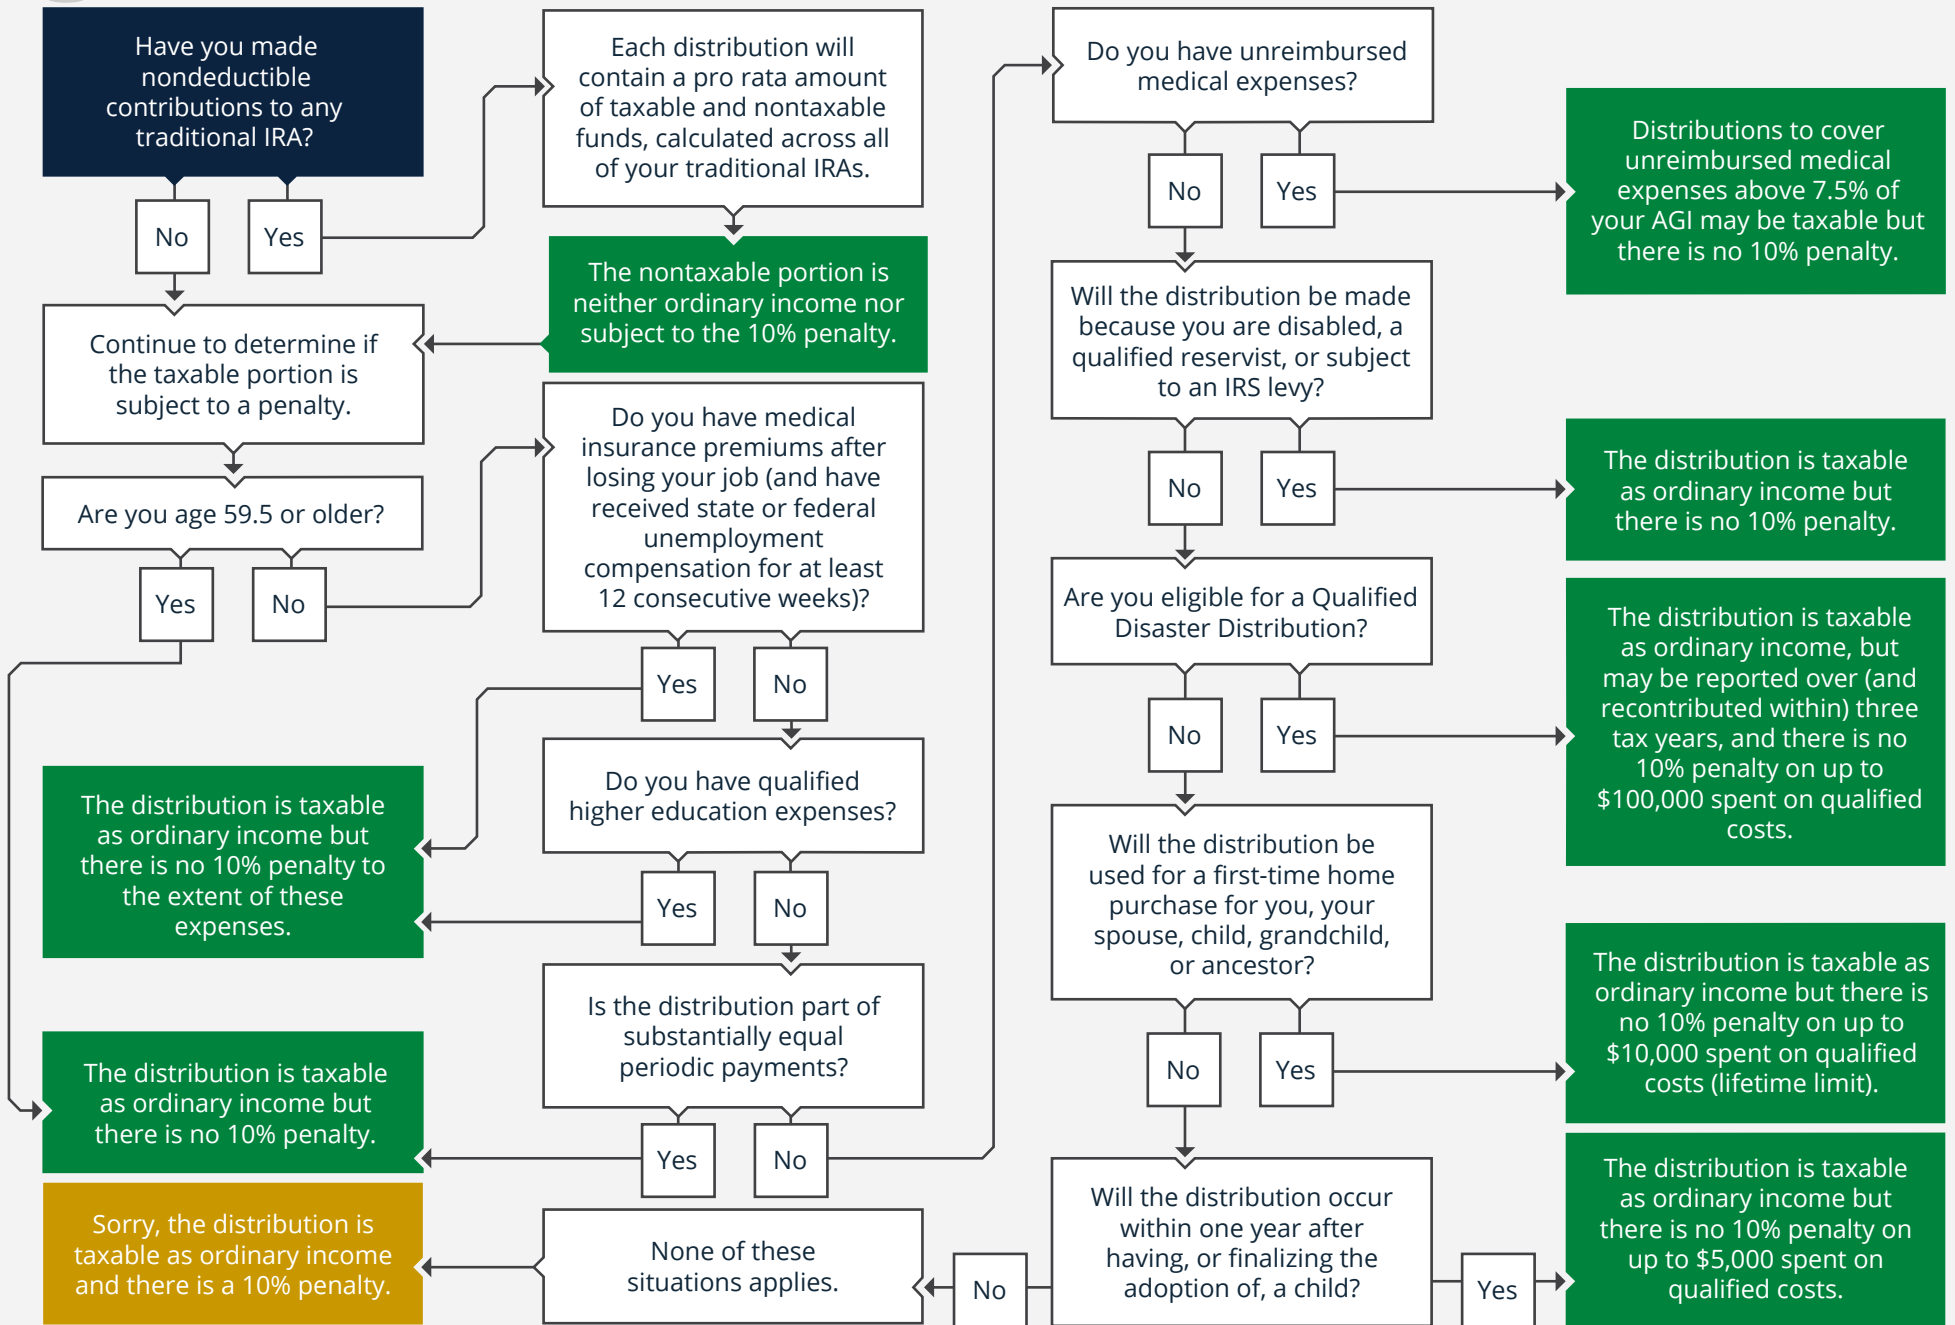 Have you made
nondeductible
contributions to any
traditional IRA?
No
Yes
Each distribution will
contain a pro rata amount
of taxable and nontaxable
funds, calculated across all
of your traditional IRAs.
The nontaxable portion is
neither ordinary income nor
subject to the 10% penalty.
Continue to determine if
the taxable portion is
subject to a penalty.
Are you age 59.5 or older?
Yes
No
Do you have medical
insurance premiums after
losing your job (and have
received state or federal
unemployment
compensation for at least
12 consecutive weeks)?
Yes
No
Do you have qualified
higher education expenses?
Yes
No
The distribution is taxable
as ordinary income but
there is no 10% penalty to
the extent of these
expenses.
Is the distribution part of
substantially equal
periodic payments?
Yes
No
The distribution is taxable
as ordinary income but
there is no 10% penalty.
Sorry, the distribution is
taxable as ordinary income
and there is a 10% penalty.
None of these
situations applies.
Do you have unreimbursed
medical expenses?
No
Yes
Distributions to cover
unreimbursed medical
expenses above 7.5% of
your AGI may be taxable but
there is no 10% penalty.
Will the distribution be made
because you are disabled, a
qualified reservist, or subject
to an IRS levy?
No
Yes
The distribution is taxable
as ordinary income but
there is no 10% penalty.
Are you eligible for a Qualified
Disaster Distribution?
No
Yes
The distribution is taxable
as ordinary income, but
may be reported over (and
recontributed within) three
tax years, and there is no
10% penalty on up to
$100,000 spent on qualified
costs.
Will the distribution be
used for a first-time home
purchase for you, your
spouse, child, grandchild,
or ancestor?
No
Yes
The distribution is taxable as
ordinary income but there is
no 10% penalty on up to
$10,000 spent on qualified
costs (lifetime limit).
Will the distribution occur
within one year after
having, or finalizing the
adoption of, a child?
No
Yes
The distribution is taxable
as ordinary income but
there is no 10% penalty on
up to $5,000 spent on
qualified costs.